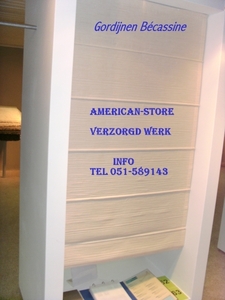 Gordijnen Bécassine
AMERICAN-STORE
VERZORGD WERK
INFO
TEL 051-589143